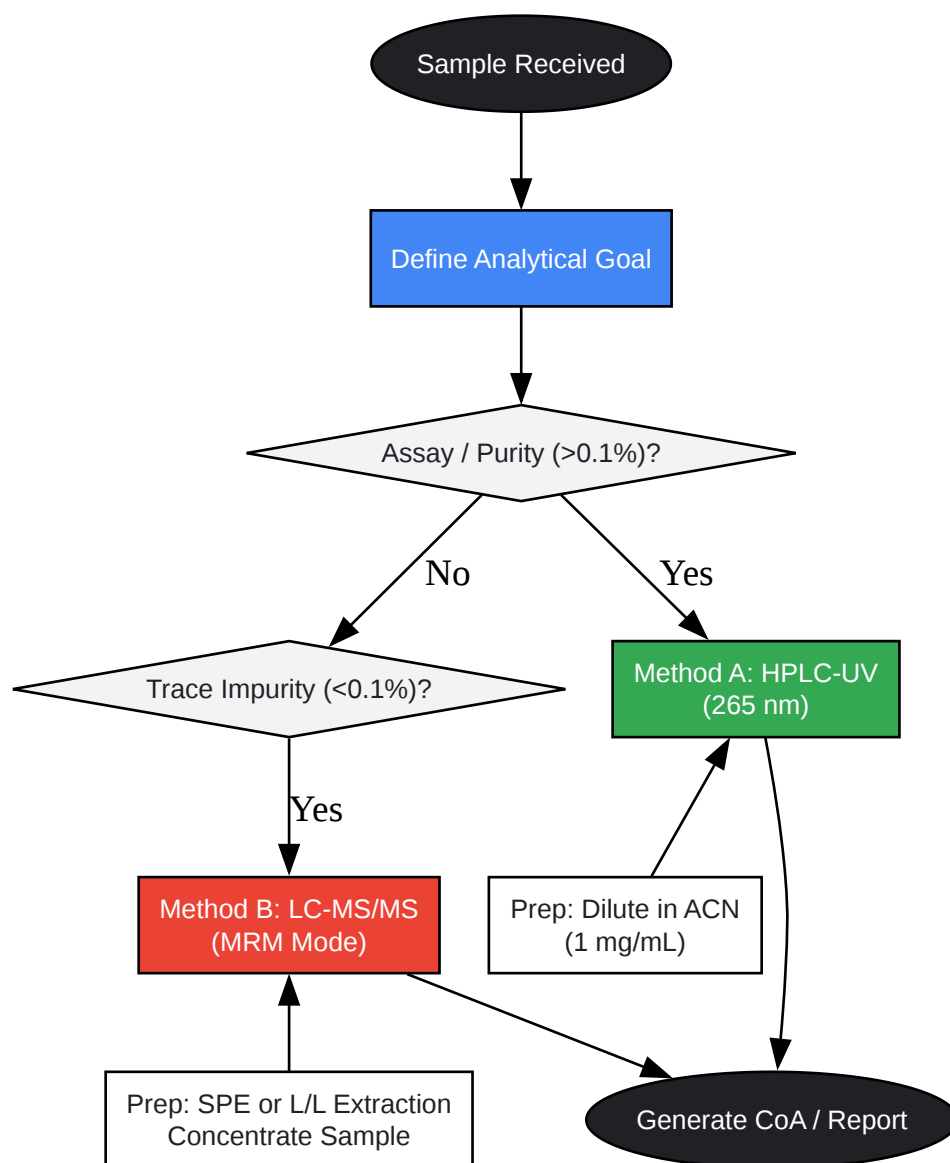 Sample Received
Define Analytical Goal
Assay / Purity (>0.1%)?
No
Yes
Trace Impurity (<0.1%)?
Method A: HPLC-UV
(265 nm)
Yes
Method B: LC-MS/MS
(MRM Mode)
Prep: Dilute in ACN
(1 mg/mL)
Prep: SPE or L/L Extraction
Concentrate Sample
Generate CoA / Report